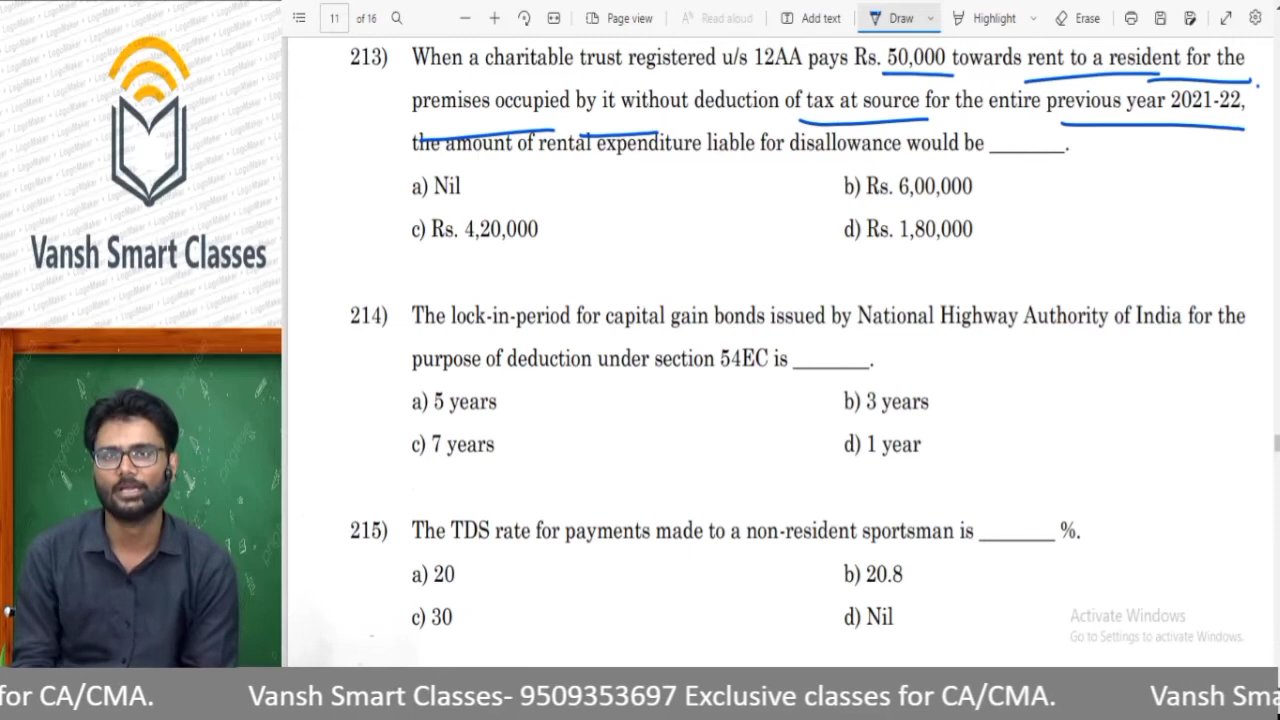 11 of 16
Page view
Read aloud
Add text
Draw
Highlight
Erase
213) When a charitable trust registered u/s 12AA pays Rs. 50,000 towards rent to a resident for the
premises occupied by it without deduction of tax at source for the entire previous year 2021-22,
the amount of rental expenditure liable for disallowance would be _______.
a) Nil
b) Rs. 6,00,000
c) Rs. 4,20,000
d) Rs. 1,80,000
Vansh Smart Classes
214) The lock-in-period for capital gain bonds issued by National Highway Authority of India for the
purpose of deduction under section 54EC is _______.
a) 5 years
b) 3 years
c) 7 years
d) 1 year
215) The TDS rate for payments made to a non-resident sportsman is _______ %.
a) 20
b) 20.8
c) 30
d) Nil
Activate Windows
Go to Settings to activate Windows.
for CA/CMA. Vansh Smart Classes- 9509353697 Exclusive classes for CA/CMA. Vansh Sma